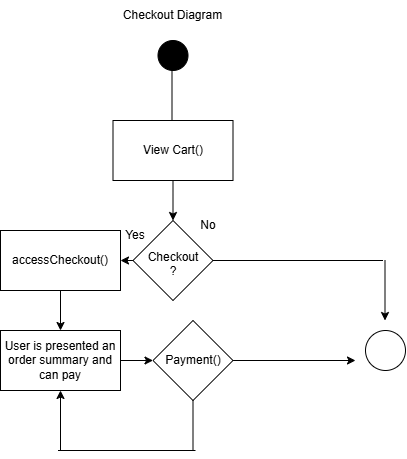 Checkout Diagram
View Cart()
Yes
No
accessCheckout()
Checkout
?
User is presented an
order summary and
can pay
Payment()